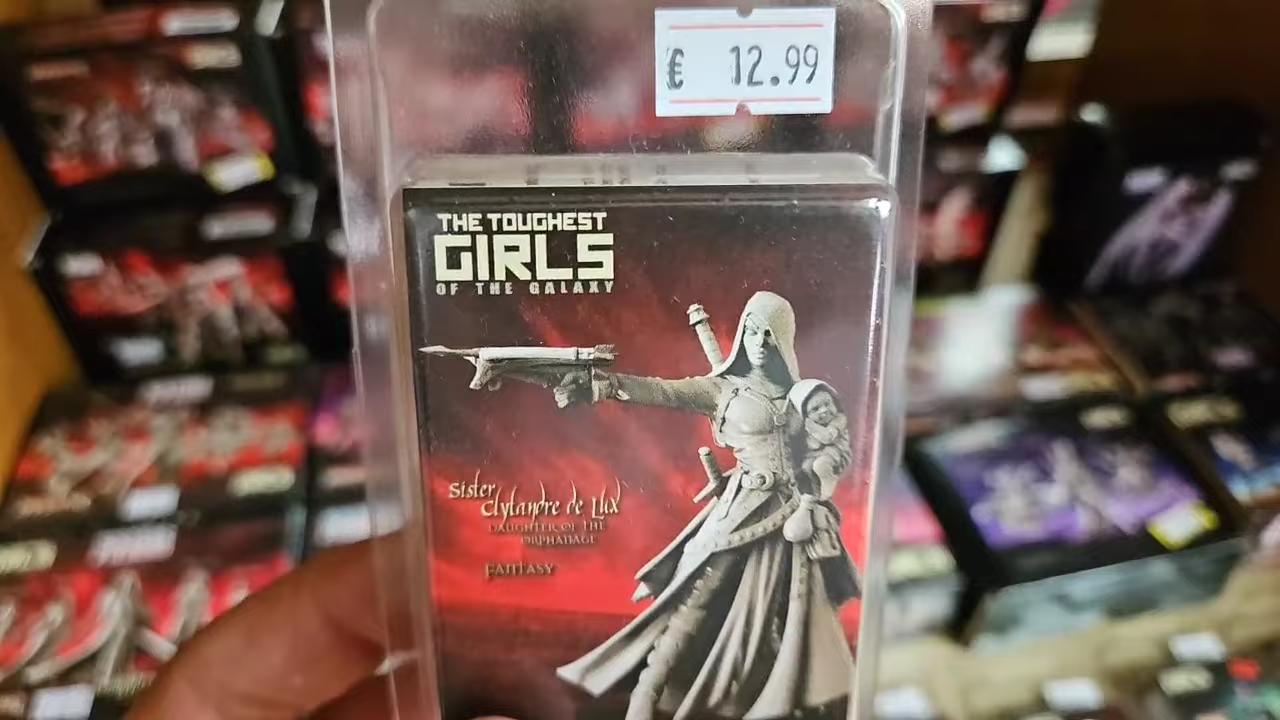 € 12.99
THE TOUGHEST
GIRLS
OF THE GALAXY
Sister
Clytandre de Lux
DAUGHTER OF THE
ORPHANAGE
FANTASY